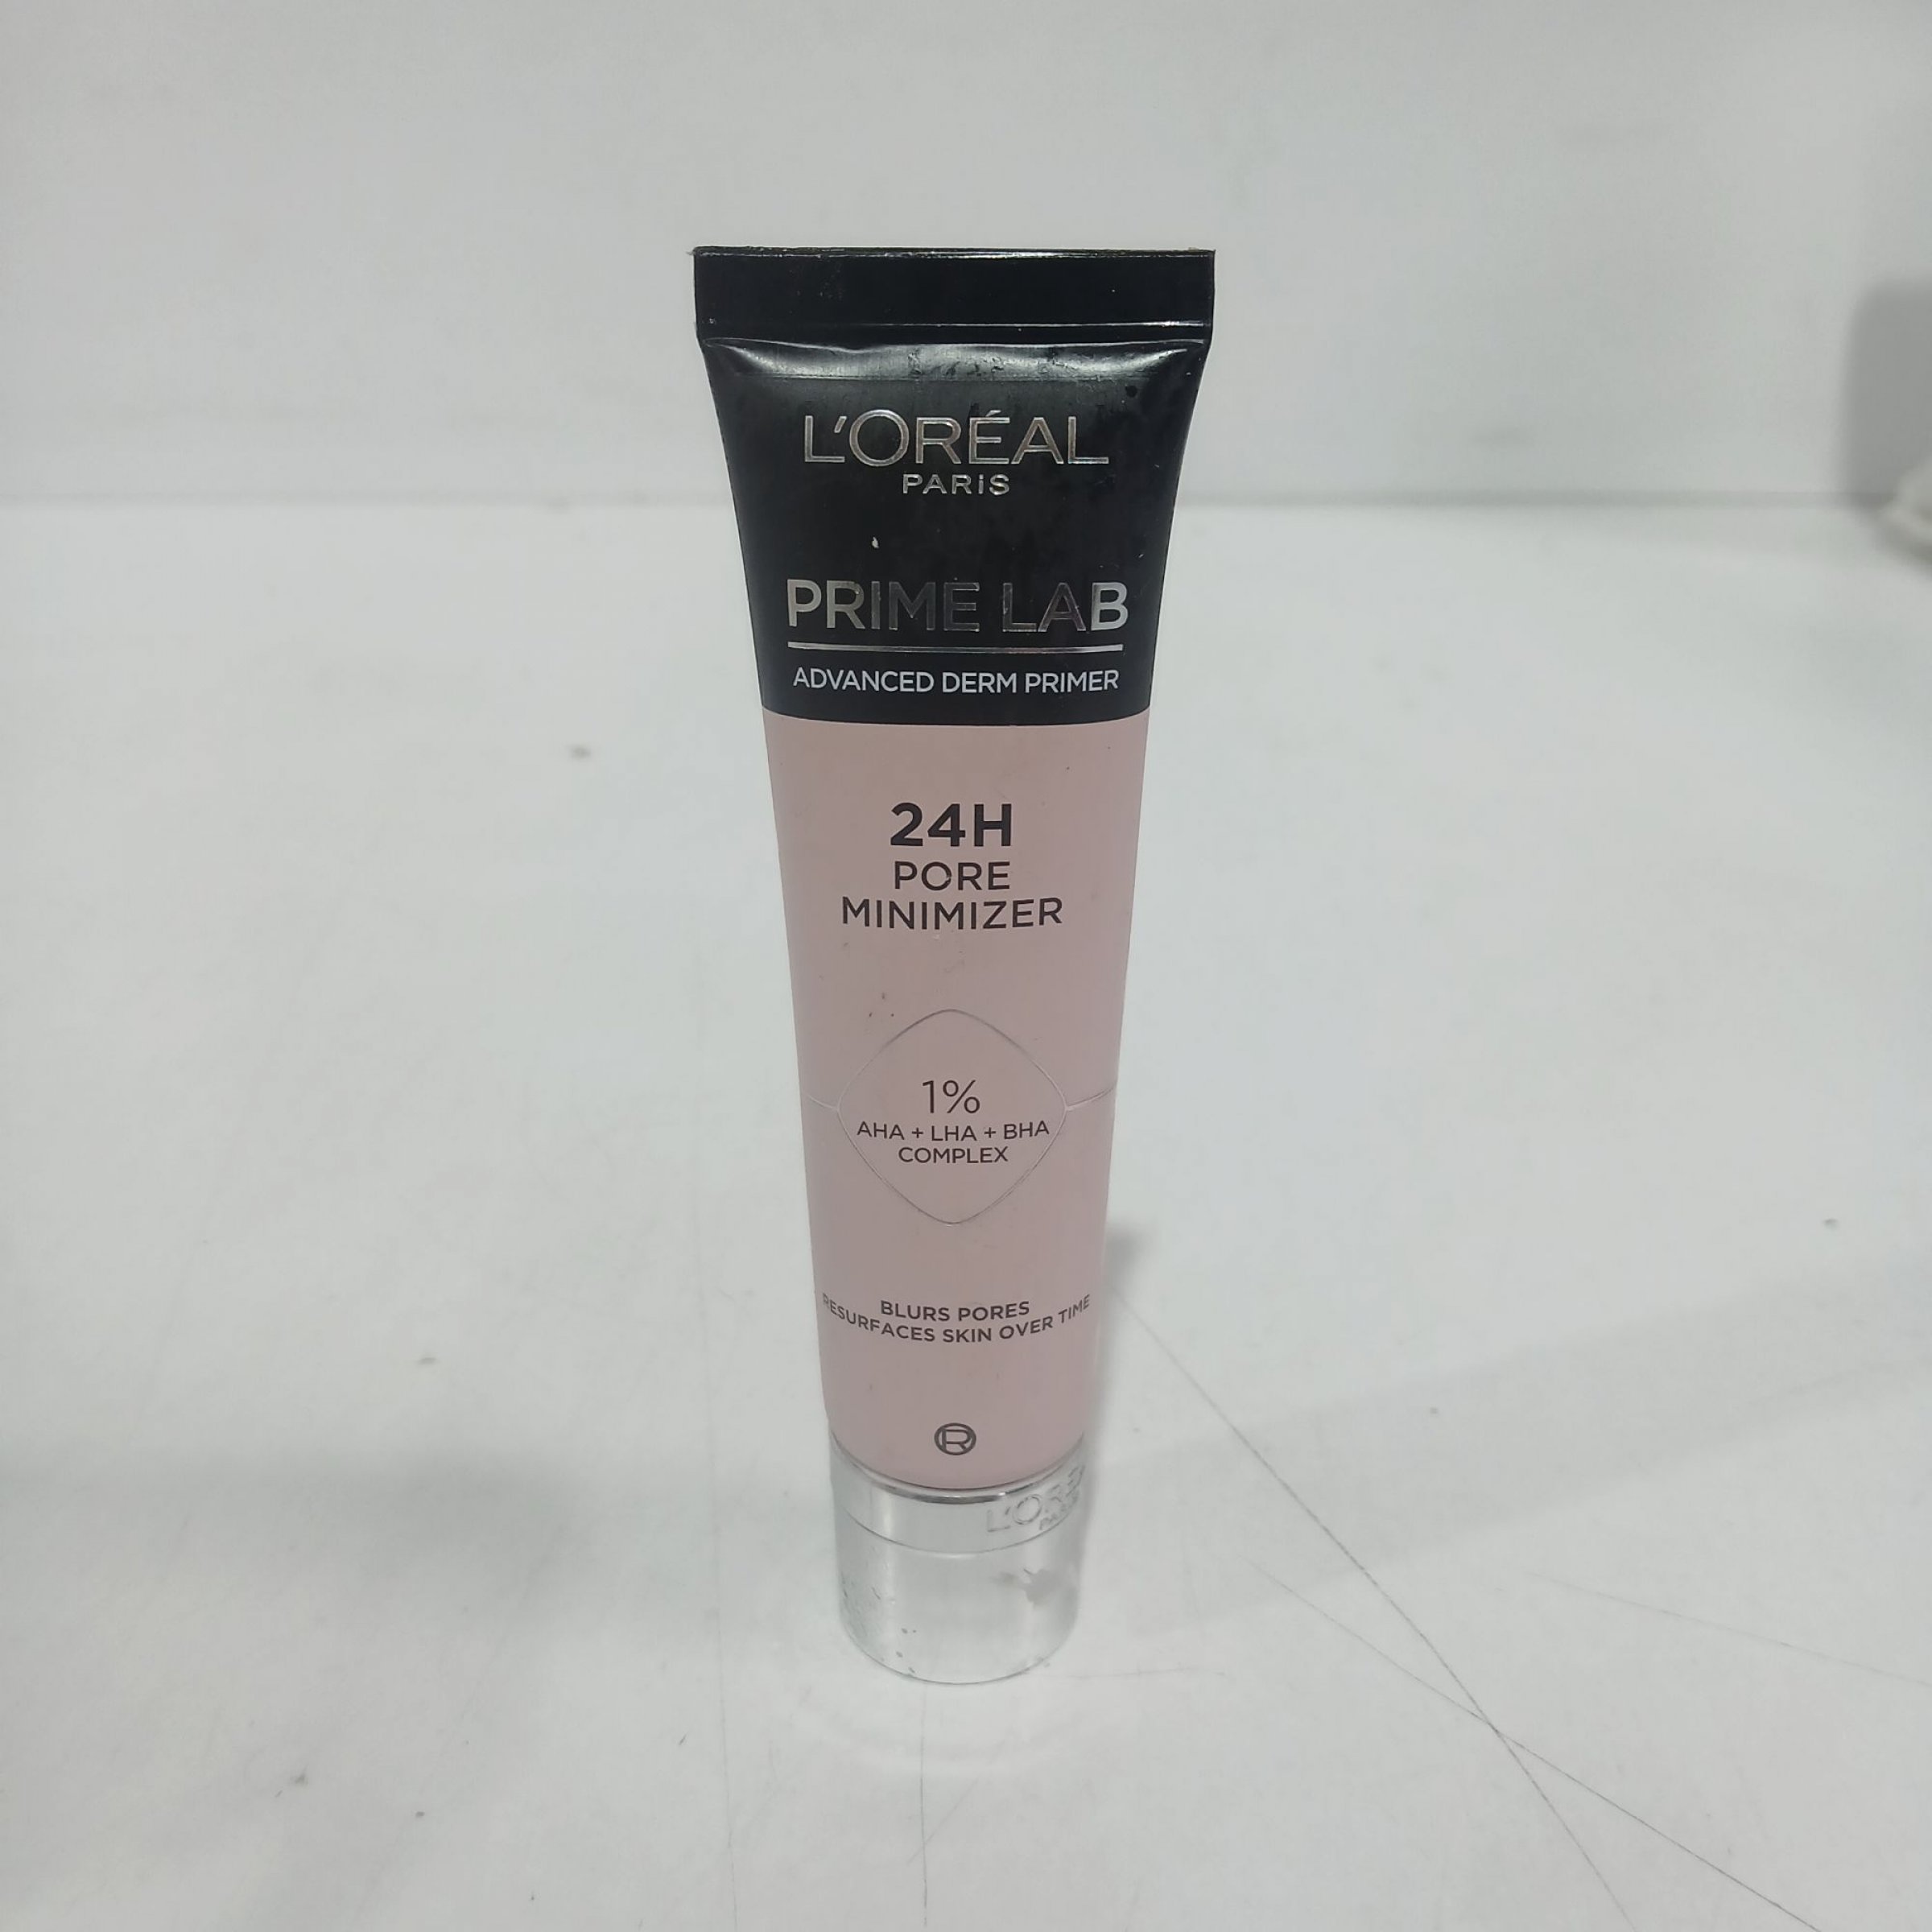 L'ORÉAL
PARIS
PRIME LAB
ADVANCED DERM PRIMER
24H
PORE
MINIMIZER
1%
AHA + LHA + BHA
COMPLEX
BLURS PORES
RESURFACES SKIN OVER TIME
L'ORÉ